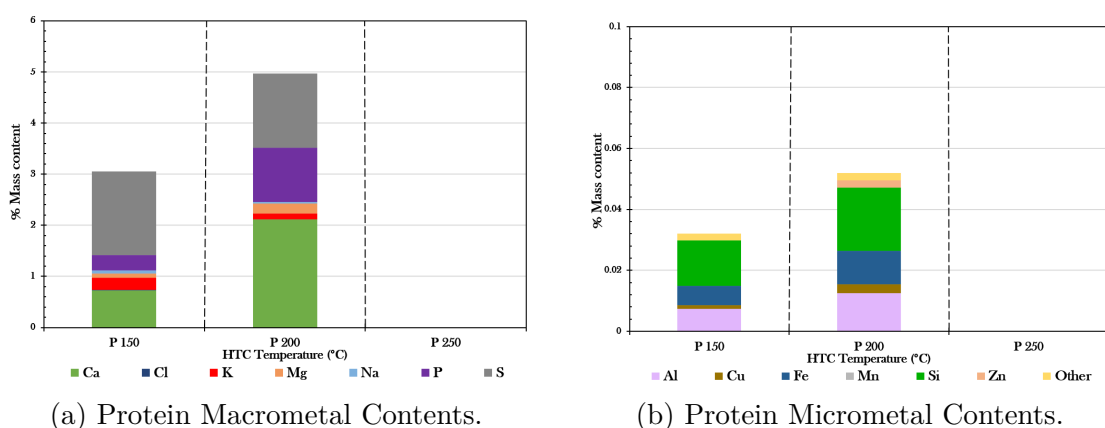 6
5
4
3
2
1
0
% Mass content
P 150
P 200
P 250
HTC Temperature (°C)
Ca Cl K Mg Na P S
(a) Protein Macrometal Contents.
0.1
0.08
0.06
0.04
0.02
0
% Mass content
P 150
P 200
P 250
HTC Temperature (°C)
Al Cu Fe Mn Si Zn Other
(b) Protein Micrometal Contents.